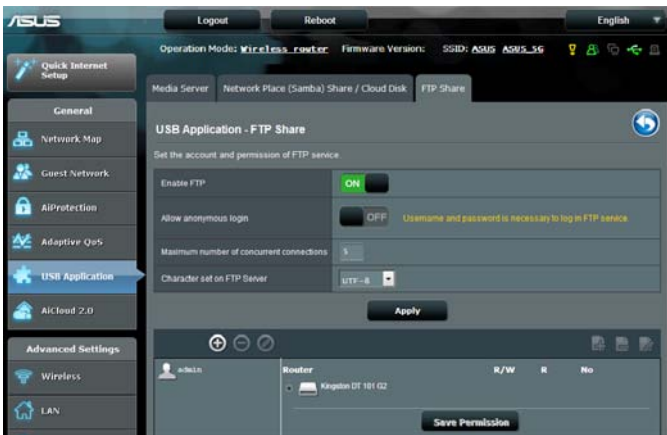 ASUS
Logout
Reboot
English
Operation Mode: Wireless router Firmware Version: SSID: ASUS ASUS_5G
Quick Internet
Setup
General
Network Map
Guest Network
AiProtection
Adaptive QoS
USB Application
AiCloud 2.0
Advanced Settings
Wireless
LAN
Media Server
Network Place (Samba) Share / Cloud Disk
FTP Share
USB Application - FTP Share
Set the account and permission of FTP service
Enable FTP
ON
Allow anonymous login
OFF
Username and password is necessary to log in FTP service.
Maximum number of concurrent connections
5
Character set on FTP Server
UTF-8
Apply
admin
Router
R/W
R
No
Kingston DT 101 G2
Save Permission